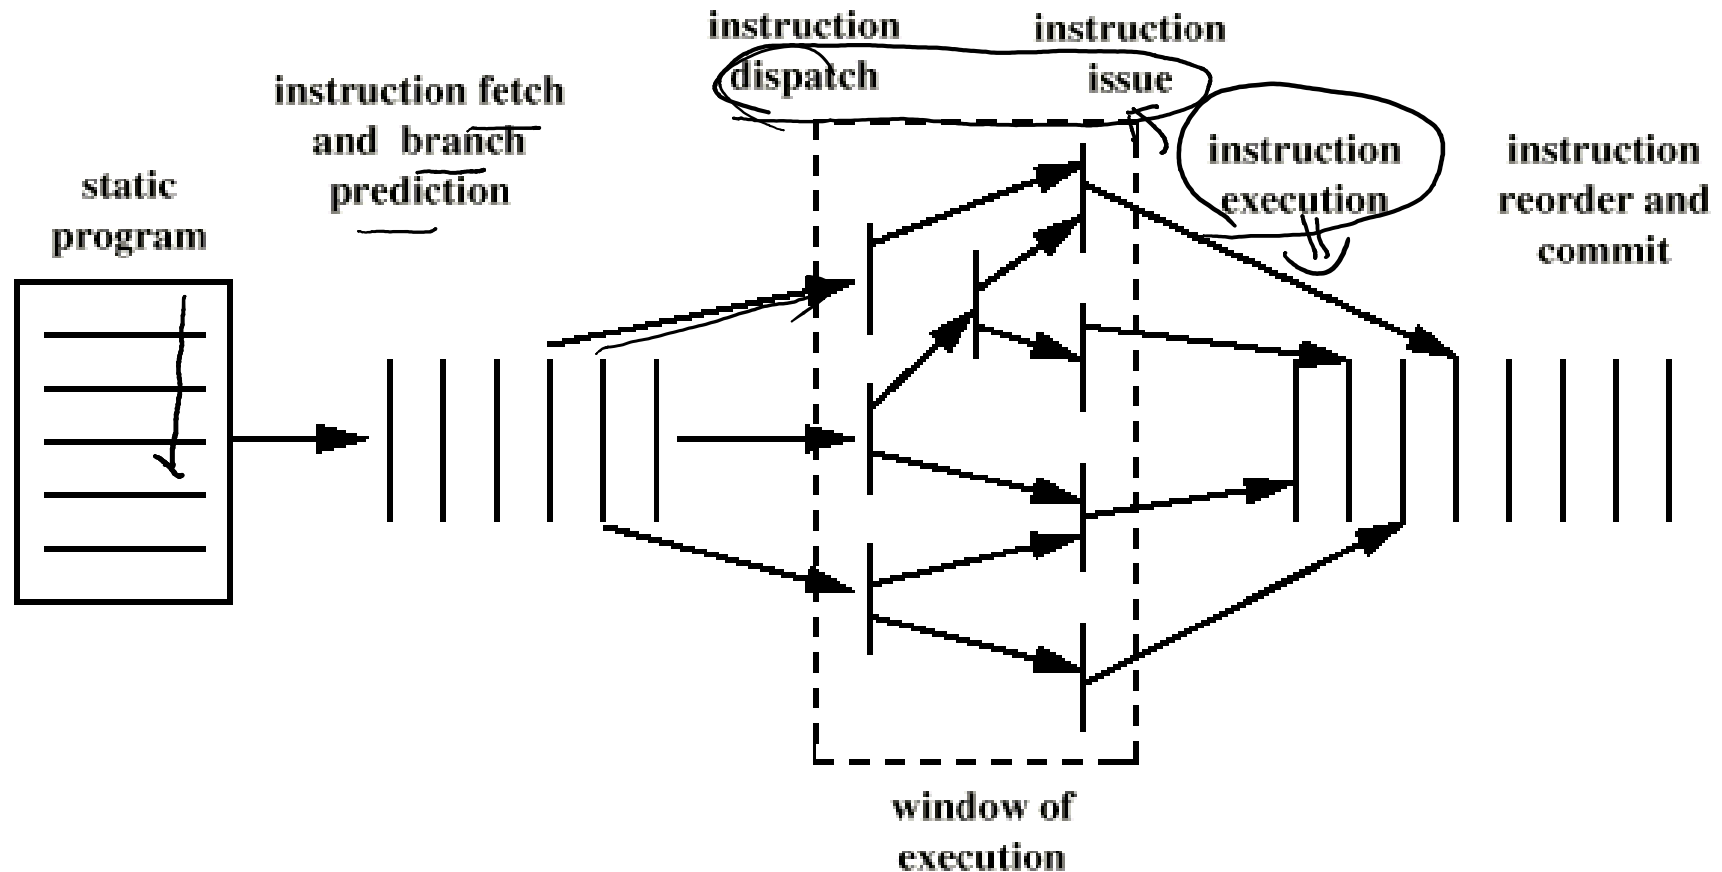 static
program
instruction fetch
and branch
prediction
instruction
dispatch
instruction
issue
instruction
execution
instruction
reorder and
commit
window of
execution